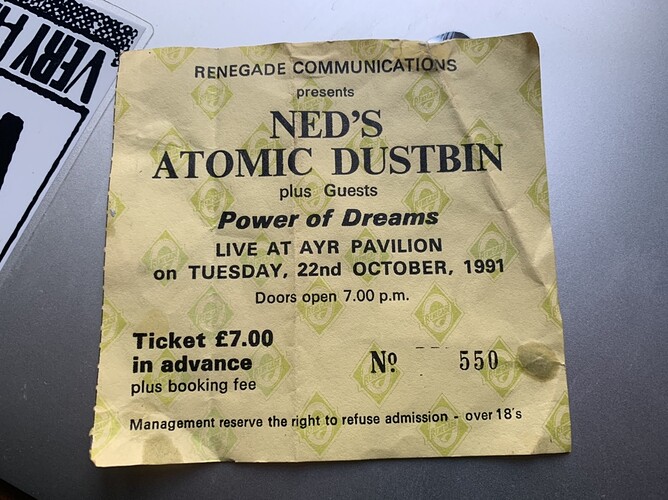 VERY
RENEGADE COMMUNICATIONS
presents
NED'S
ATOMIC DUSTBIN
plus Guests
Power of Dreams
LIVE AT AYR PAVILION
on TUESDAY, 22nd OCTOBER, 1991
Doors open 7.00 p.m.
Ticket £7.00
in advance
plus booking fee
No 550
Management reserve the right to refuse admission - over 18's